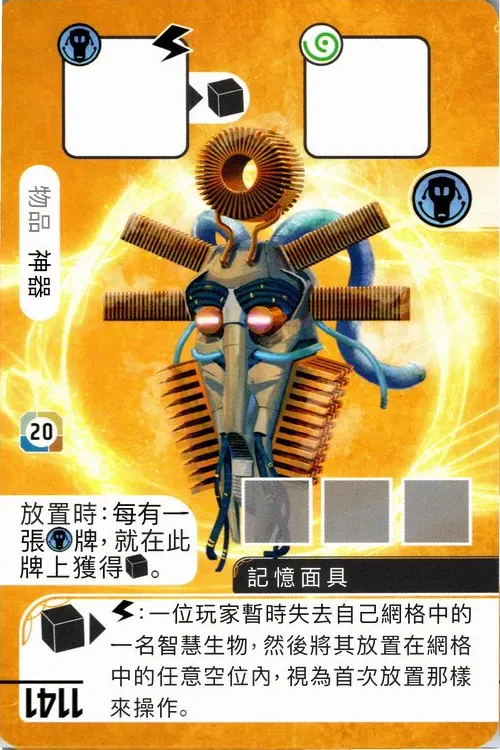 物品 神器
20
放置時：每有一
張牌，就在此
牌上獲得。
記憶面具
：一位玩家暫時失去自己網格中的
一名智慧生物，然後將其放置在網格
中的任意空位內，視為首次放置那樣
來操作。
1141